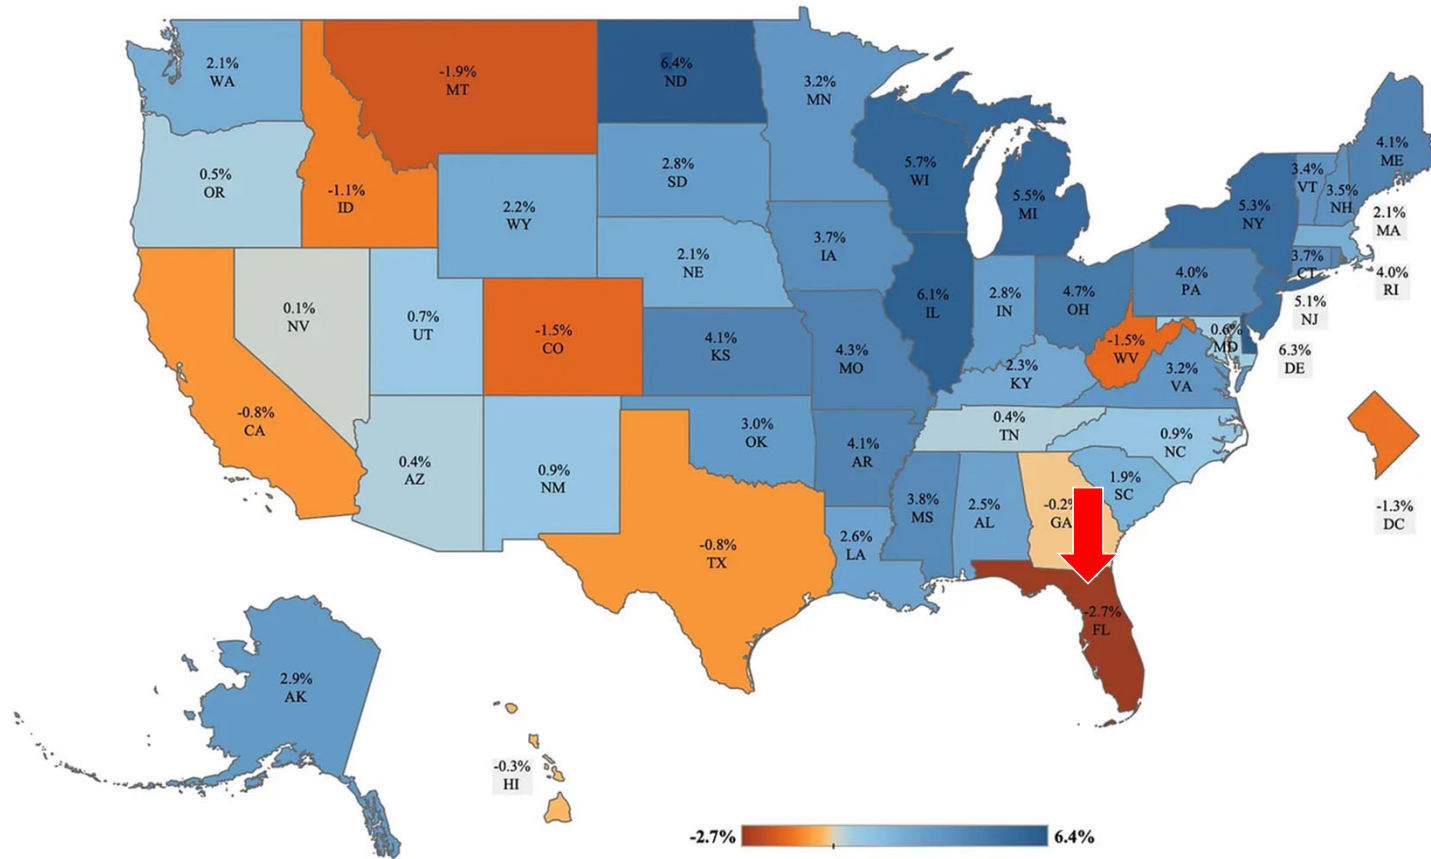 2.1%
WA
-1.9%
MT
6.4%
ND
3.2%
MN
0.5%
OR
-1.1%
ID
2.2%
WY
2.8%
SD
5.7%
WI
5.5%
MI
5.3%
NY
3.4%
VT
3.5%
NH
4.1%
ME
2.1%
MA
4.0%
RI
3.7%
CT
5.1%
NJ
6.3%
DE
0.6%
MD
4.0%
PA
4.7%
OH
2.8%
IN
6.1%
IL
3.7%
IA
2.1%
NE
0.1%
NV
0.7%
UT
-1.5%
CO
4.1%
KS
4.3%
MO
2.3%
KY
-1.5%
WV
3.2%
VA
-0.8%
CA
0.4%
AZ
0.9%
NM
3.0%
OK
4.1%
AR
0.4%
TN
0.9%
NC
1.9%
SC
-0.2%
GA
2.5%
AL
3.8%
MS
2.6%
LA
-0.8%
TX
-2.7%
FL
-1.3%
DC
2.9%
AK
-0.3%
HI
-2.7% 6.4%